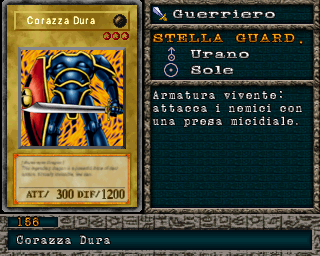 Corazza Dura
ATT/ 300 DIF/1200
Guerriero
STELLA GUARD.
Urano
Sole
Armatura vivente:
attacca i nemici con
una presa micidiale.
156
Corazza Dura